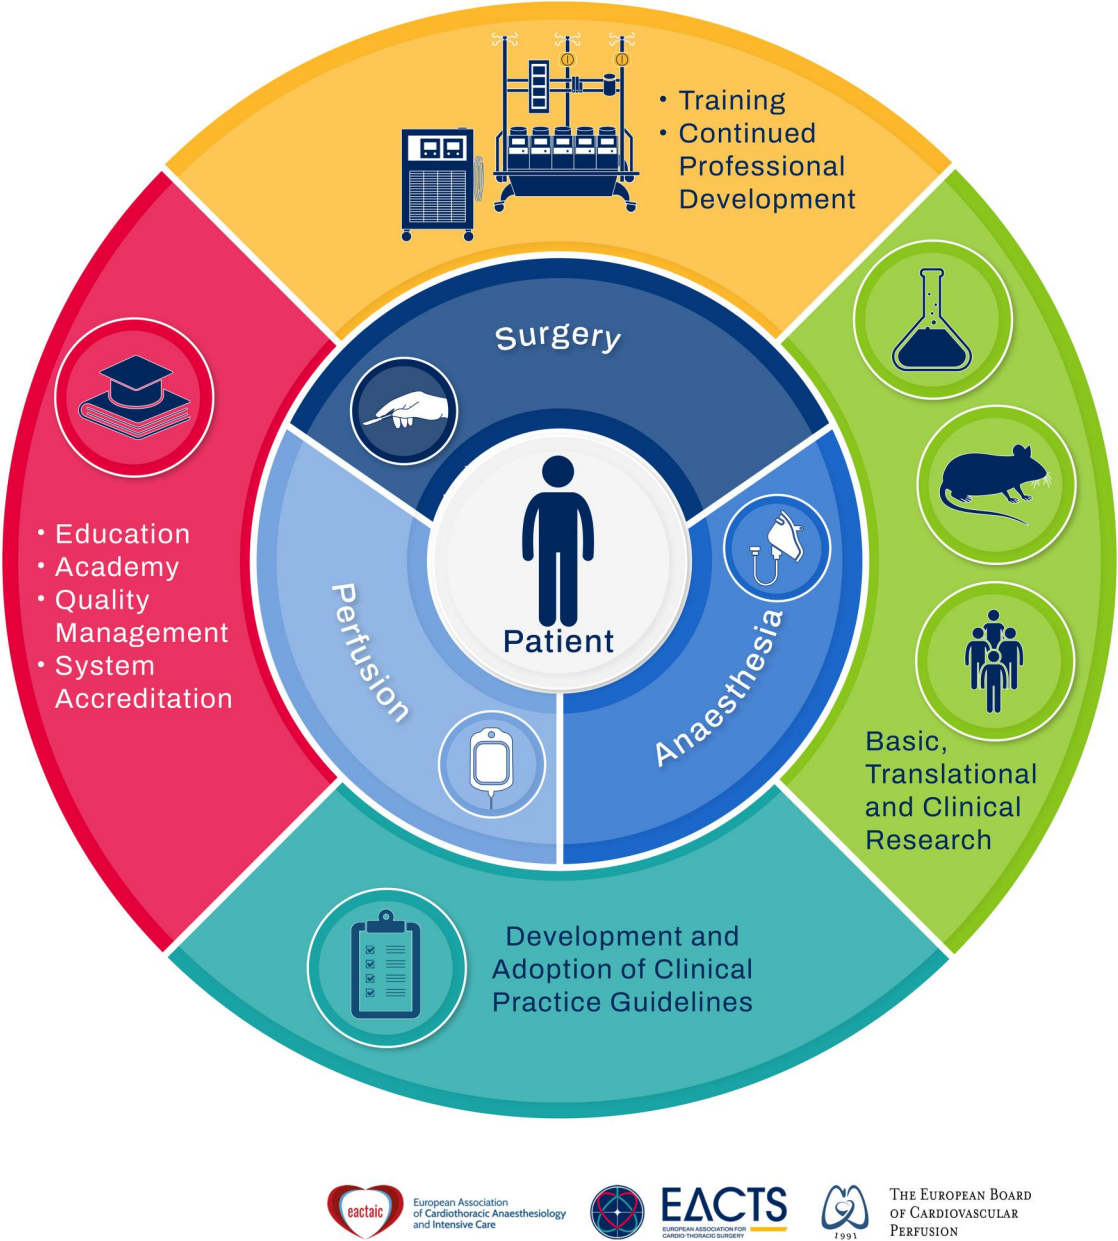 • Training
• Continued
Professional
Development
Surgery
Patient
Perfusion
Anaesthesia
• Education
• Academy
• Quality
Management
• System
Accreditation
Basic,
Translational
and Clinical
Research
Development and
Adoption of Clinical
Practice Guidelines
eactaic
European Association
of Cardiothoracic Anaesthesiology
and Intensive Care
EACTS
EUROPEAN ASSOCIATION FOR
CARDIO-THORACIC SURGERY
1991
THE EUROPEAN BOARD
OF CARDIOVASCULAR
PERFUSION